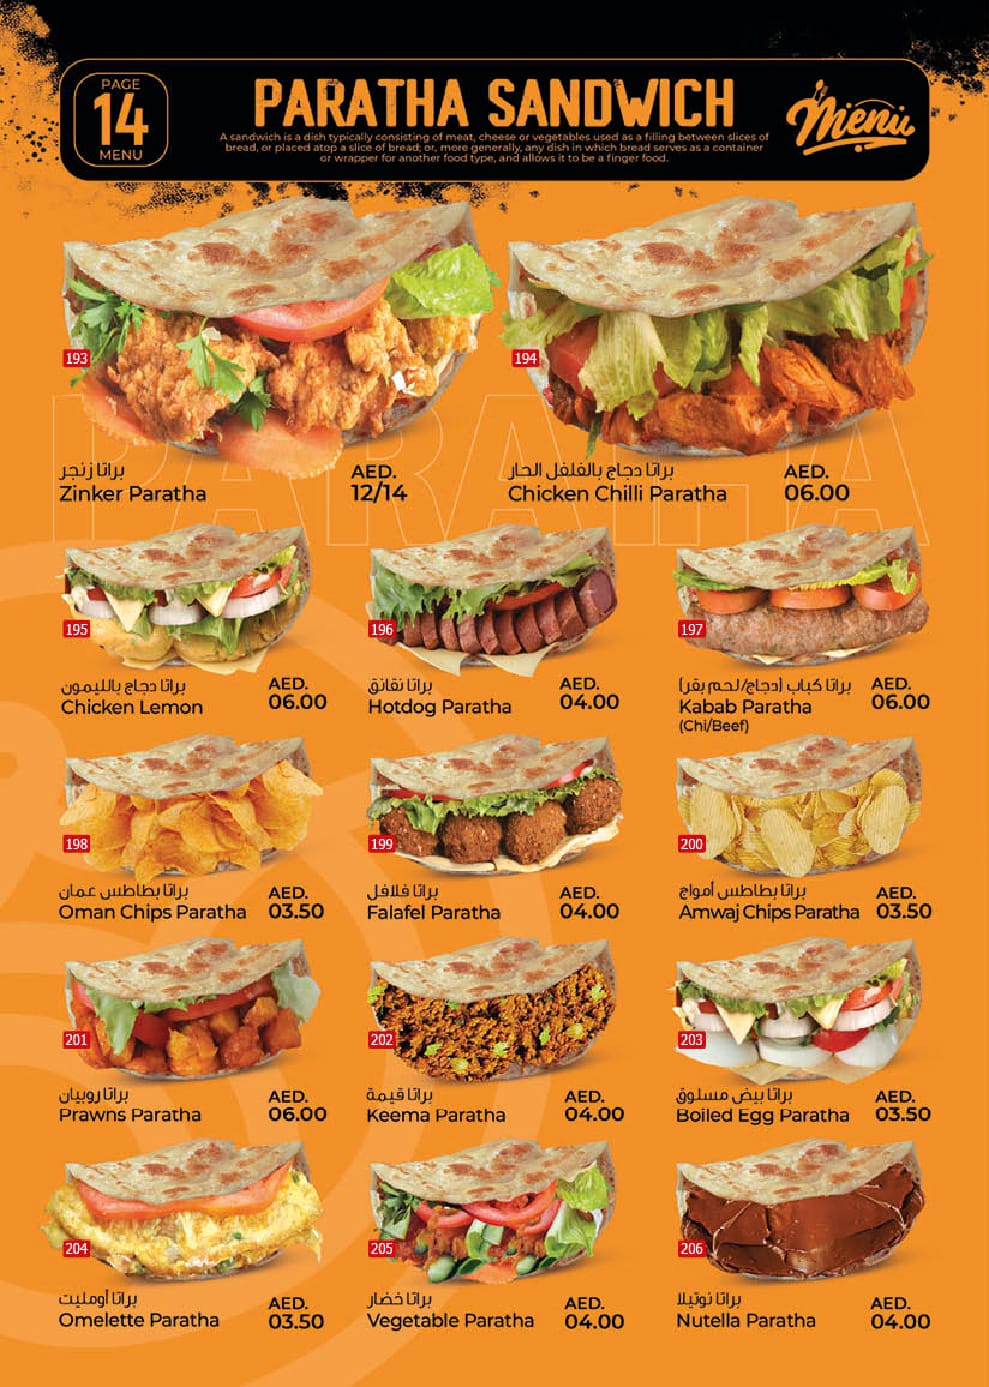 PAGE
14
MENU
PARATHA SANDWICH
A sandwich is a dish typically consisting of meat, cheese or vegetables used as a filling between slices of
bread, or placed atop a slice of bread; or, more generally, any dish in which bread serves as a container
or wrapper for another food type, and allows it to be a finger food.
Menu
PARAHA
193
براتا زنجر
Zinker Paratha
AED.
12/14
194
براتا دجاج بالفلفل الحار
Chicken Chilli Paratha
AED.
06.00
195
براتا دجاج بالليمون
Chicken Lemon
AED.
06.00
196
براتا نقانق
Hotdog Paratha
AED.
04.00
197
براتا كباب (دجاج/لحم بقر)
Kabab Paratha
(Chi/Beef)
AED.
06.00
198
براتا بطاطس عمان
Oman Chips Paratha
AED.
03.50
199
براتا فلافل
Falafel Paratha
AED.
04.00
200
براتا بطاطس أمواج
Amwaj Chips Paratha
AED.
03.50
201
براتا روبيان
Prawns Paratha
AED.
06.00
202
براتا قيمة
Keema Paratha
AED.
04.00
203
براتا بيض مسلوق
Boiled Egg Paratha
AED.
03.50
204
براتا أومليت
Omelette Paratha
AED.
03.50
205
براتا خضار
Vegetable Paratha
AED.
04.00
206
براتا نوتيلا
Nutella Paratha
AED.
04.00